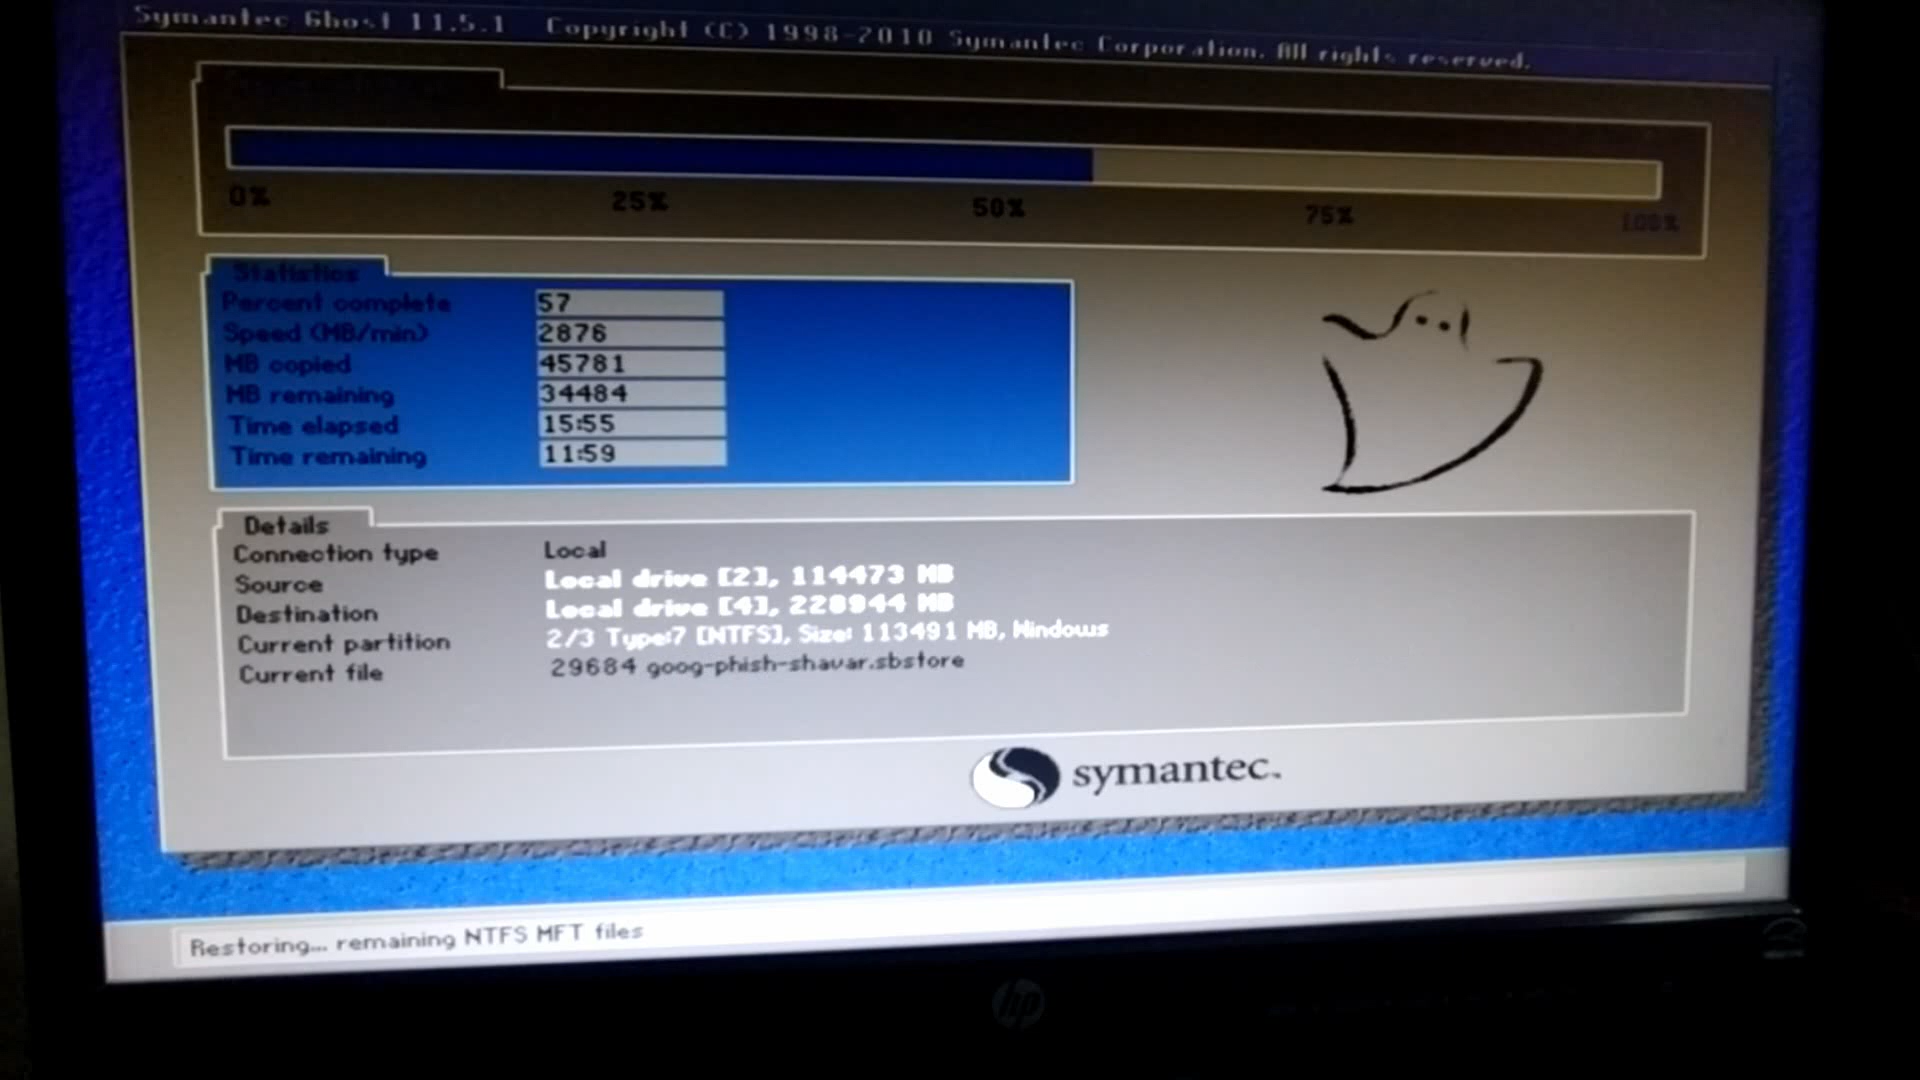 Symantec Ghost 11.5.1 Copyright (C) 1998-2010 Symantec Corporation. All rights reserved.
0% 25% 50% 75% 100%
Statistics
Percent complete 57
Speed (MB/min) 2876
MB copied 45781
MB remaining 34484
Time elapsed 15:55
Time remaining 11:59
Details
Connection type Local
Source Local drive [2], 114473 MB
Destination Local drive [4], 228944 MB
Current partition 2/3 Type:7 [NTFS], Size: 113491 MB, Windows
Current file 29684 goog-phish-shavar.sbstore
symantec.
Restoring... remaining NTFS MFT files
hp